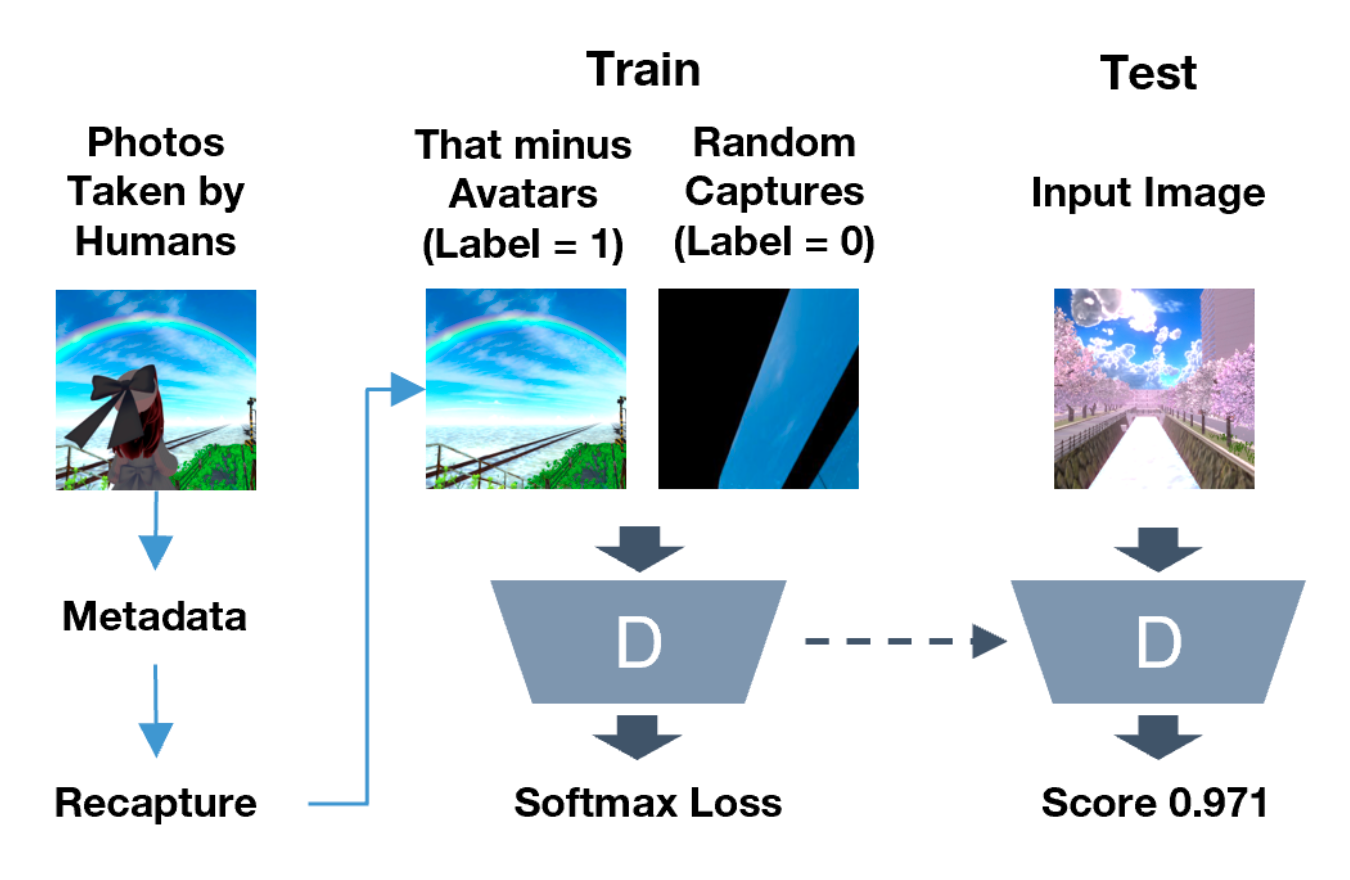 Train
Test
Photos
Taken by
Humans
That minus
Avatars
(Label = 1)
Random
Captures
(Label = 0)
Input Image
Metadata
Recapture
D
Softmax Loss
D
Score 0.971